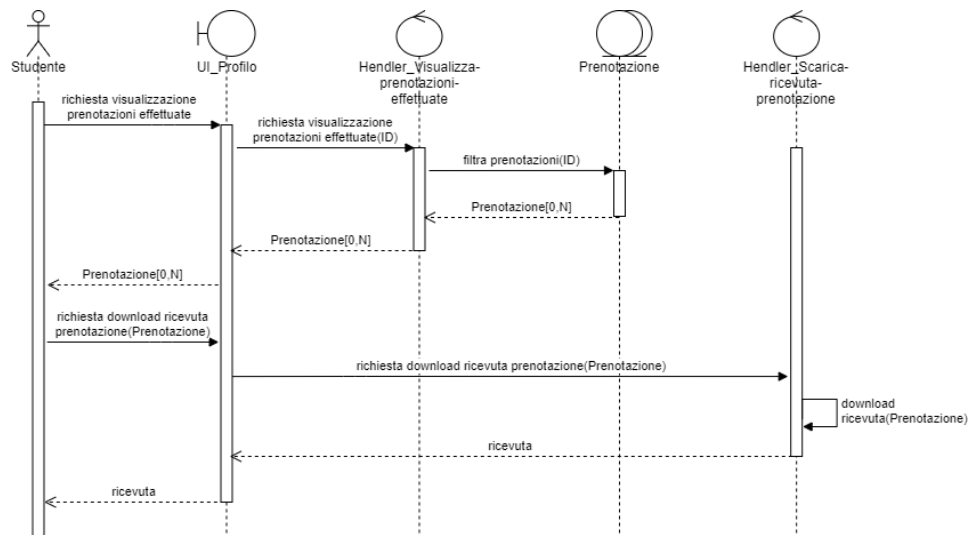 Studente
UI_Profilo
Hendler_Visualizza-
prenotazioni-
effettuate
Prenotazione
Hendler_Scarica-
ricevuta-
prenotazione
richiesta visualizzazione
prenotazioni effettuate
richiesta visualizzazione
prenotazioni effettuate(ID)
filtra prenotazioni(ID)
Prenotazione[0,N]
Prenotazione[0,N]
Prenotazione[0,N]
richiesta download ricevuta
prenotazione(Prenotazione)
richiesta download ricevuta prenotazione(Prenotazione)
download
ricevuta(Prenotazione)
ricevuta
ricevuta